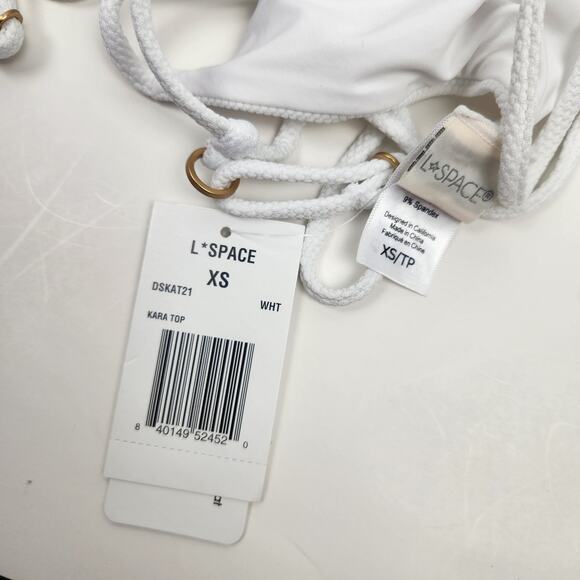 L*SPACE
XS
DSKAT21
WHT
KARA TOP
8 40149 52452 0
L*SPACE®
9% Spandex
Designed in California
Made in China
Fabriqué en Chine
XS/TP